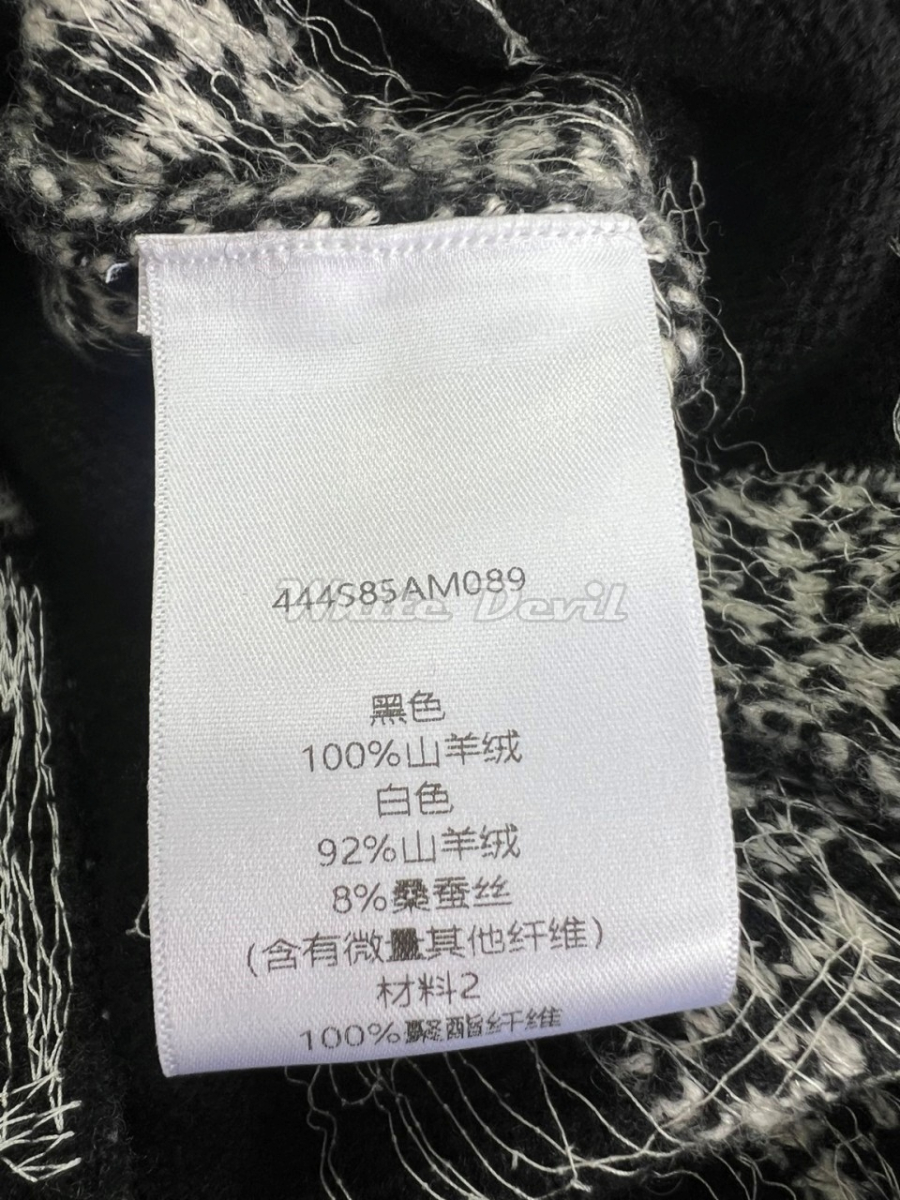 444S85AM089
White Devil
黑色
100%山羊绒
白色
92%山羊绒
8%桑蚕丝
(含有微量其他纤维)
材料2
100%聚酯纤维